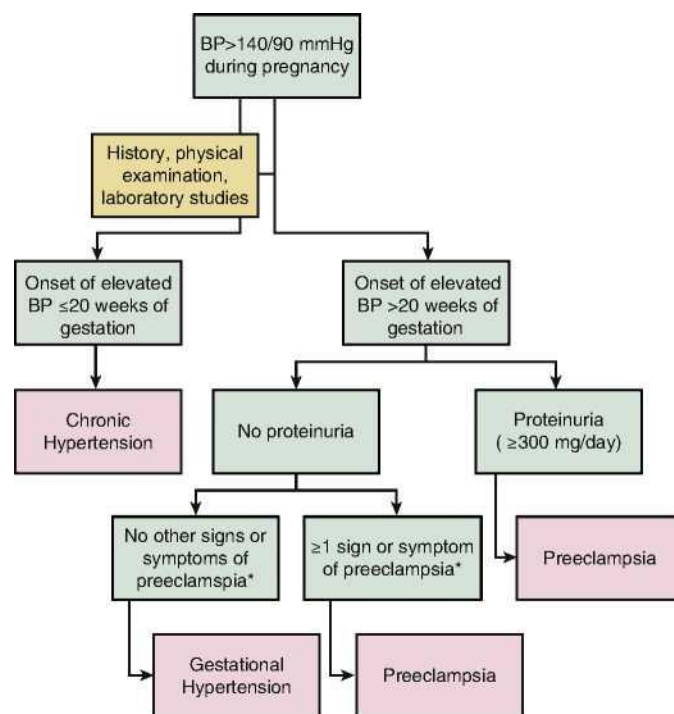 BP>140/90 mmHg
during pregnancy
History, physical
examination,
laboratory studies
Onset of elevated
BP ≤20 weeks of
gestation
Onset of elevated
BP >20 weeks of
gestation
Chronic
Hypertension
No proteinuria
Proteinuria
( ≥300 mg/day)
No other signs or
symptoms of
preeclamspia*
≥1 sign or symptom
of preeclampsia*
Preeclampsia
Gestational
Hypertension
Preeclampsia